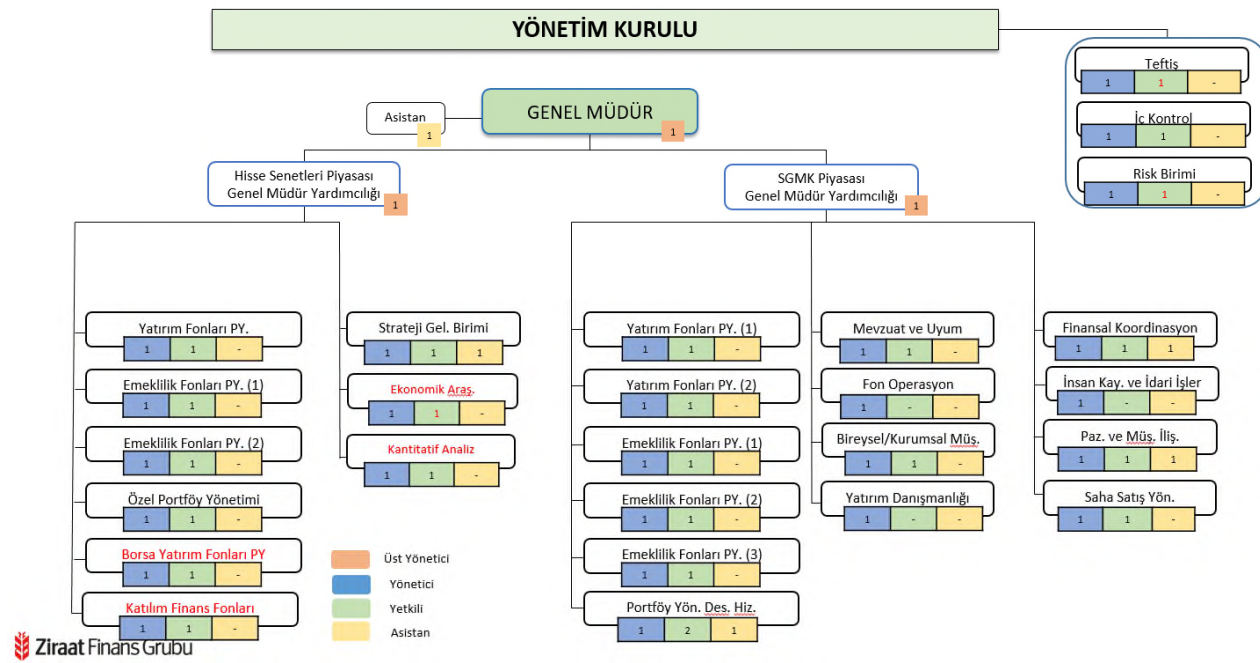 YÖNETİM KURULU
Teftiş
1 1 -
İç Kontrol
1 1 -
Risk Birimi
1 1 -
Asistan
1
GENEL MÜDÜR
1
Hisse Senetleri Piyasası
Genel Müdür Yardımcılığı
1
SGMK Piyasası
Genel Müdür Yardımcılığı
1
Yatırım Fonları PY.
1 1 -
Emeklilik Fonları PY. (1)
1 1 -
Emeklilik Fonları PY. (2)
1 1 -
Özel Portföy Yönetimi
1 1 -
Borsa Yatırım Fonları PY
1 1 -
Katılım Finans Fonları
1 1 -
Strateji Gel. Birimi
1 1 1
Ekonomik Araş.
1 1 -
Kantitatif Analiz
1 1 -
Yatırım Fonları PY. (1)
1 1 -
Yatırım Fonları PY. (2)
1 1 -
Emeklilik Fonları PY. (1)
1 1 -
Emeklilik Fonları PY. (2)
1 1 -
Emeklilik Fonları PY. (3)
1 1 -
Portföy Yön. Des. Hiz.
1 2 1
Mevzuat ve Uyum
1 1 -
Fon Operasyon
1 - -
Bireysel/Kurumsal Müş.
1 1 -
Yatırım Danışmanlığı
1 - -
Finansal Koordinasyon
1 1 1
İnsan Kay. ve İdari İşler
1 - -
Paz. ve Müş. İliş.
1 1 1
Saha Satış Yön.
1 1 -
Üst Yönetici
Yönetici
Yetkili
Asistan
Ziraat Finans Grubu